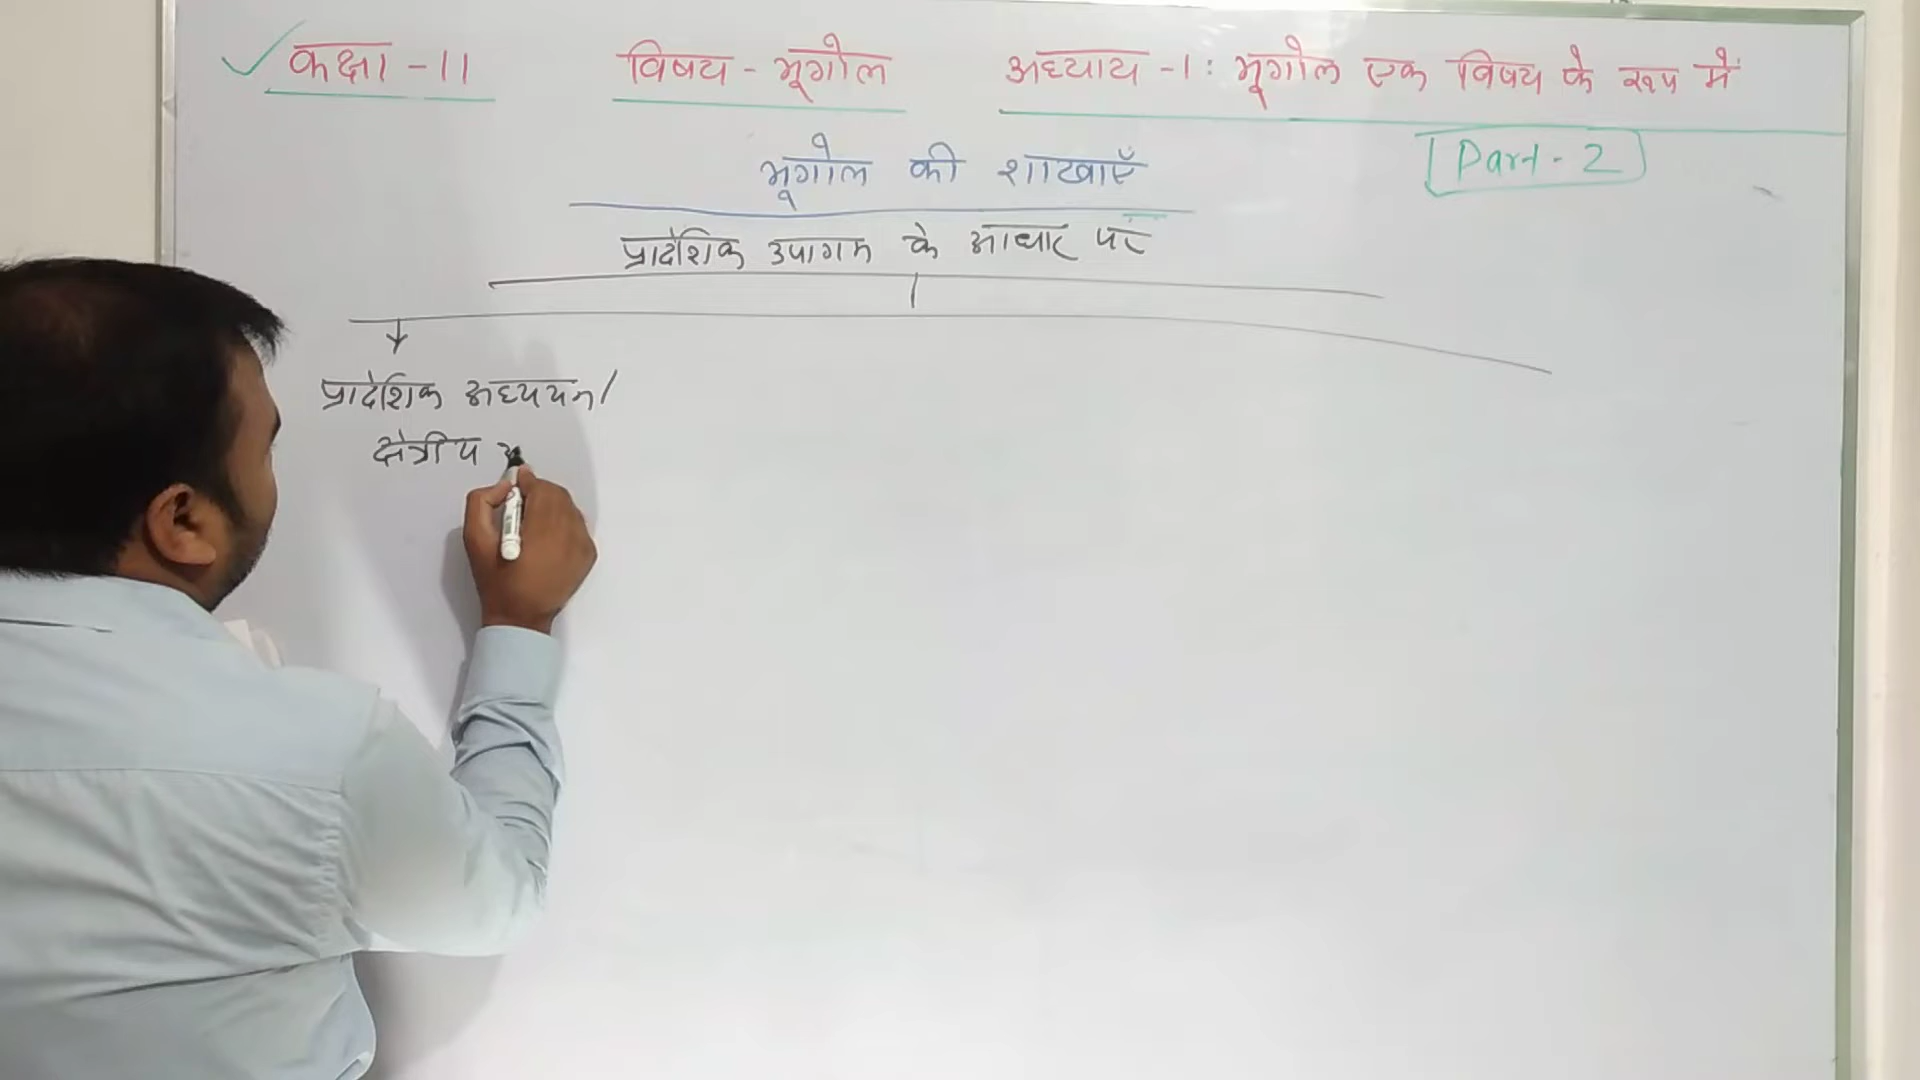 कक्षा - 11 विषय - भूगोल अध्याय - 1 : भूगोल एक विषय के रूप में
Part - 2
भूगोल की शाखाएँ
प्रादेशिक उपागम के आधार पर
प्रादेशिक अध्ययन/
क्षेत्रीय